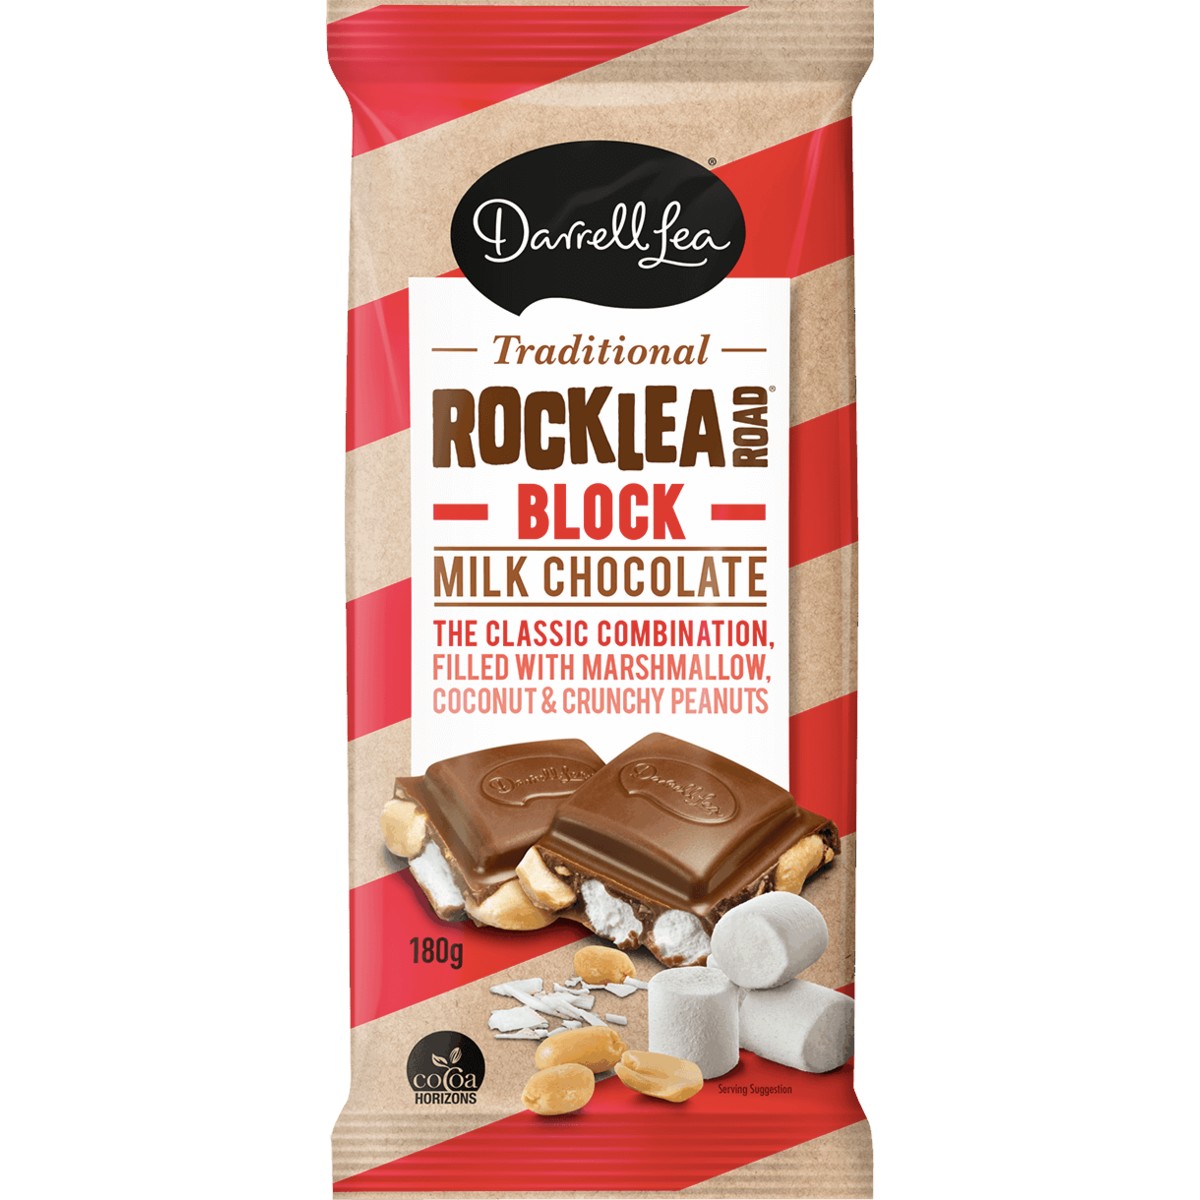 Darrell Lea®
Traditional
ROCKLEA ROAD®
BLOCK
MILK CHOCOLATE
THE CLASSIC COMBINATION,
FILLED WITH MARSHMALLOW,
COCONUT & CRUNCHY PEANUTS
Darrell Lea
Darrell Lea
180g
cocoa
HORIZONS
Serving Suggestion